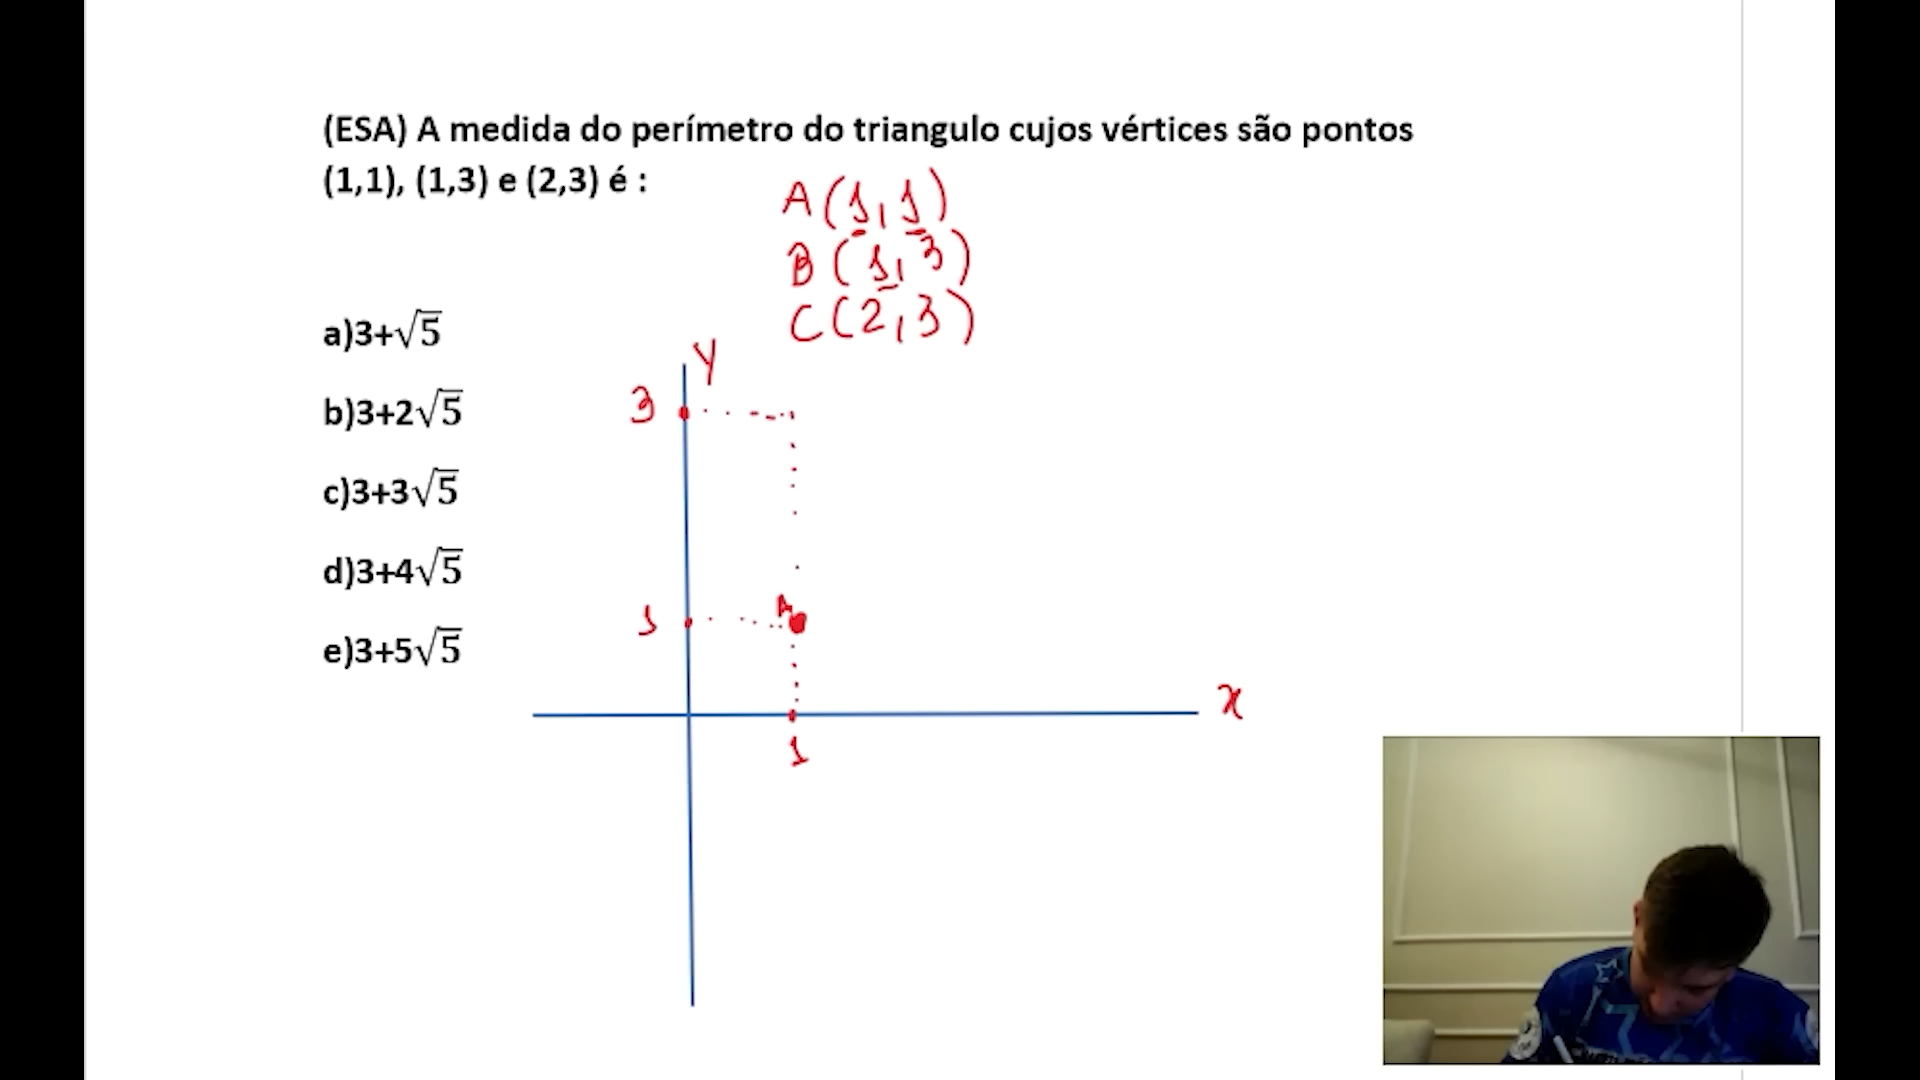 (ESA) A medida do perímetro do triangulo cujos vértices são pontos
(1,1), (1,3) e (2,3) é :
A(1,1)
B(1,3)
C(2,3)
a)3+√5
b)3+2√5
c)3+3√5
d)3+4√5
e)3+5√5
y
3
A
1
x
1